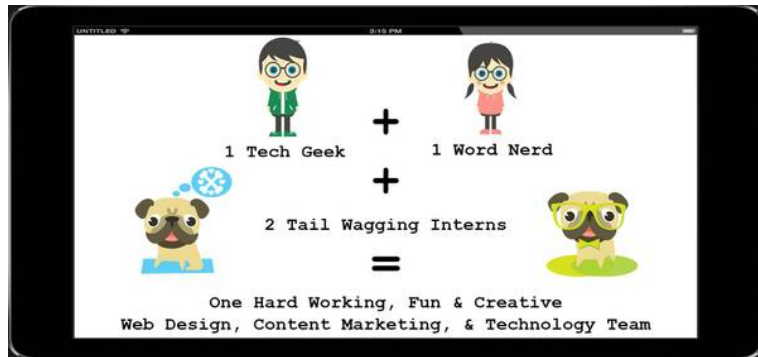 UNTITLED 3:15 PM
+
1 Tech Geek 1 Word Nerd
+
2 Tail Wagging Interns
=
One Hard Working, Fun & Creative
Web Design, Content Marketing, & Technology Team